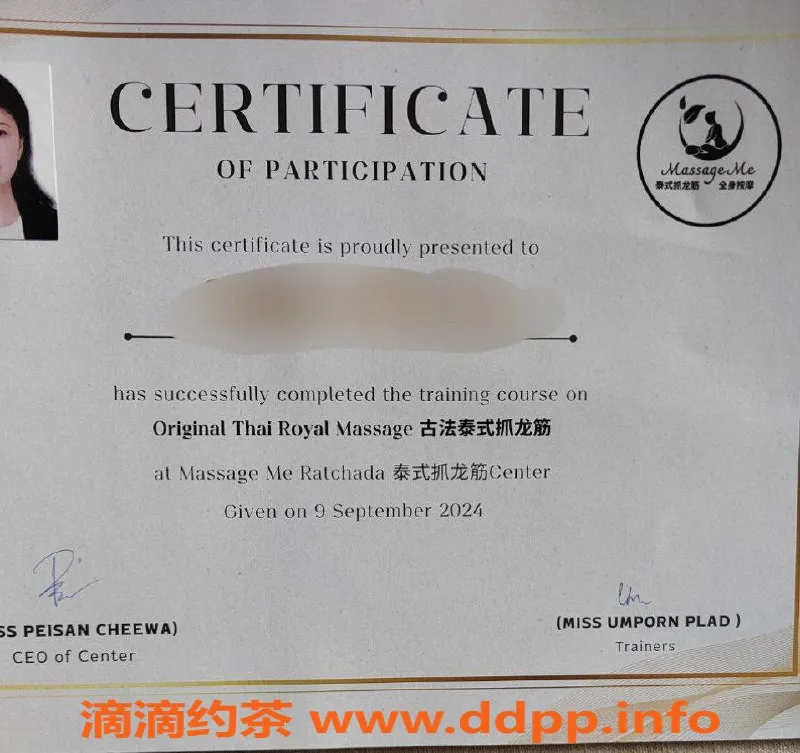 CERTIFICATE
OF PARTICIPATION
MassageMe
泰式抓龙筋 全身按摩
This certificate is proudly presented to
has successfully completed the training course on
Original Thai Royal Massage 古法泰式抓龙筋
at Massage Me Ratchada 泰式抓龙筋Center
Given on 9 September 2024
SS PEISAN CHEEWA)
CEO of Center
(MISS UMPORN PLAD )
Trainers
滴滴约茶 www.ddpp.info